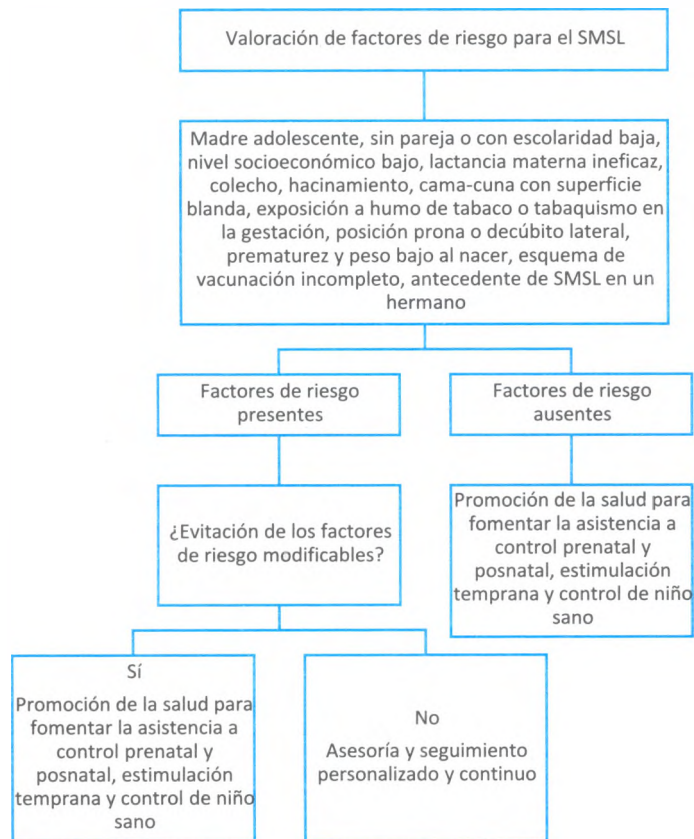 Valoración de factores de riesgo para el SMSL
Madre adolescente, sin pareja o con escolaridad baja,
nivel socioeconómico bajo, lactancia materna ineficaz,
colecho, hacinamiento, cama-cuna con superficie
blanda, exposición a humo de tabaco o tabaquismo en
la gestación, posición prona o decúbito lateral,
prematurez y peso bajo al nacer, esquema de
vacunación incompleto, antecedente de SMSL en un
hermano
Factores de riesgo
presentes
Factores de riesgo
ausentes
¿Evitación de los factores
de riesgo modificables?
Promoción de la salud para
fomentar la asistencia a
control prenatal y
posnatal, estimulación
temprana y control de niño
sano
Sí
Promoción de la salud para
fomentar la asistencia a
control prenatal y
posnatal, estimulación
temprana y control de niño
sano
No
Asesoría y seguimiento
personalizado y continuo